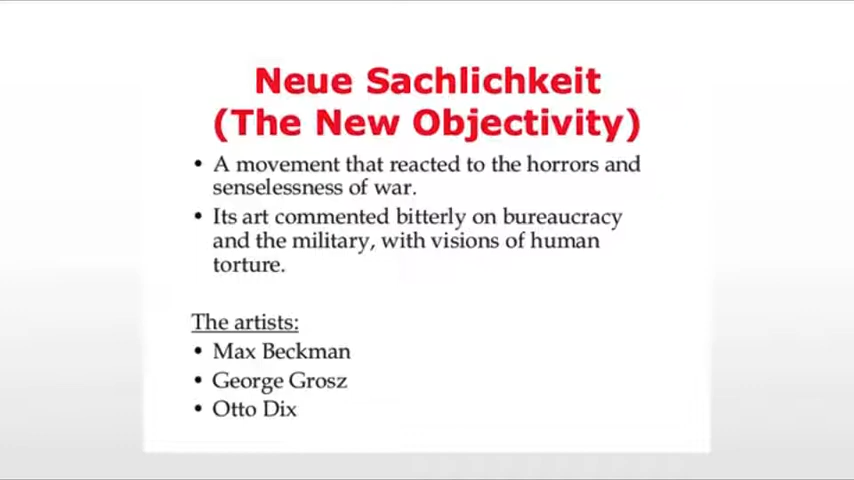 Neue Sachlichkeit
(The New Objectivity)
• A movement that reacted to the horrors and
senselessness of war.
• Its art commented bitterly on bureaucracy
and the military, with visions of human
torture.
The artists:
• Max Beckman
• George Grosz
• Otto Dix